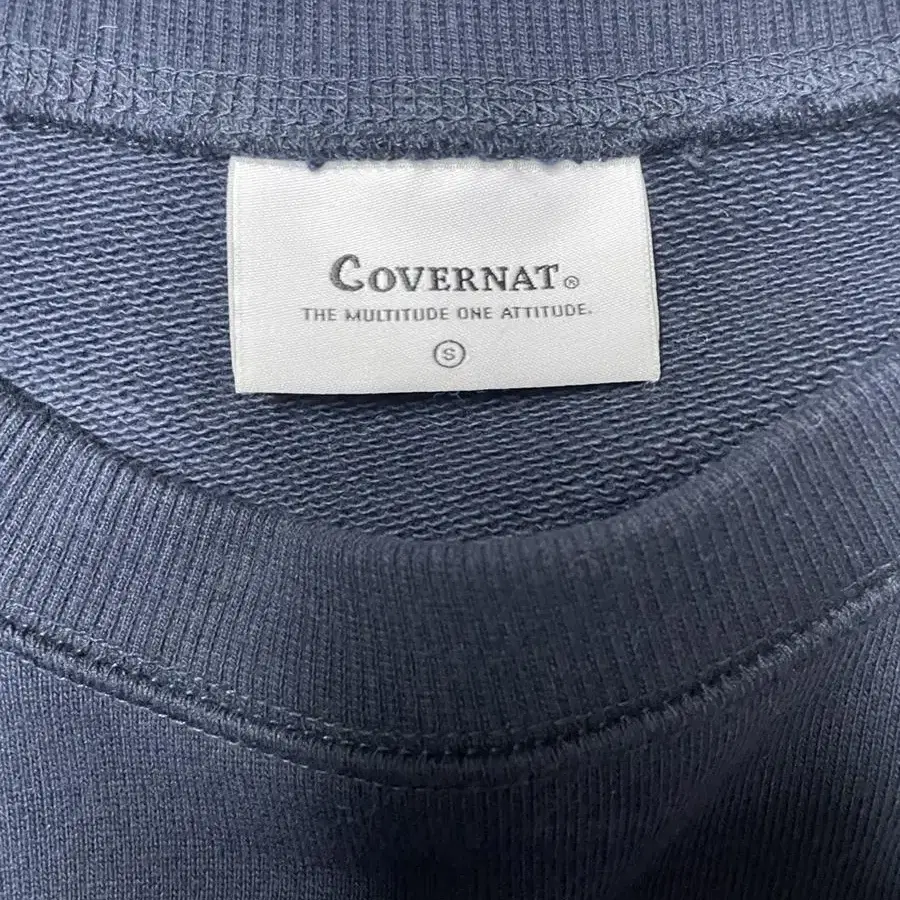 COVERNAT®
THE MULTITUDE ONE ATTITUDE.
S